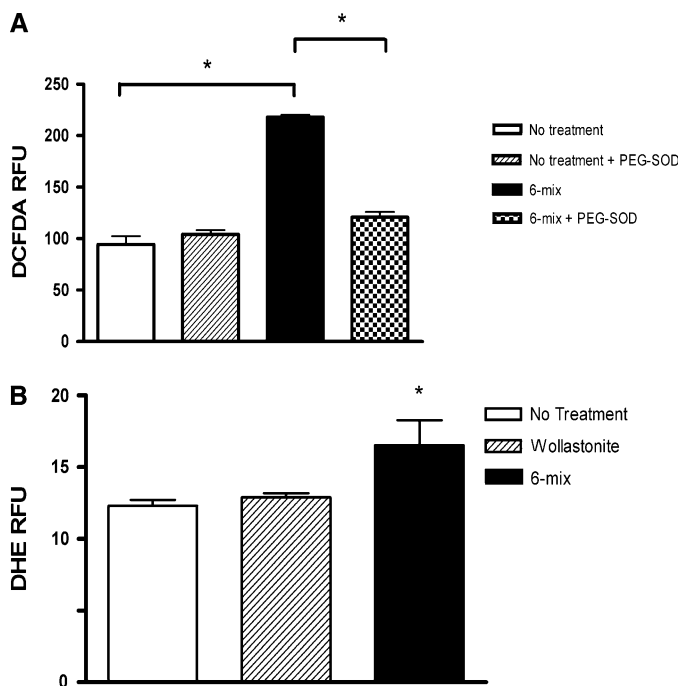 A
*
*
250
200
150
100
50
0
DCFDA RFU
No treatment
No treatment + PEG-SOD
6-mix
6-mix + PEG-SOD
B
*
20
15
10
0
DHE RFU
No Treatment
Wollastonite
6-mix